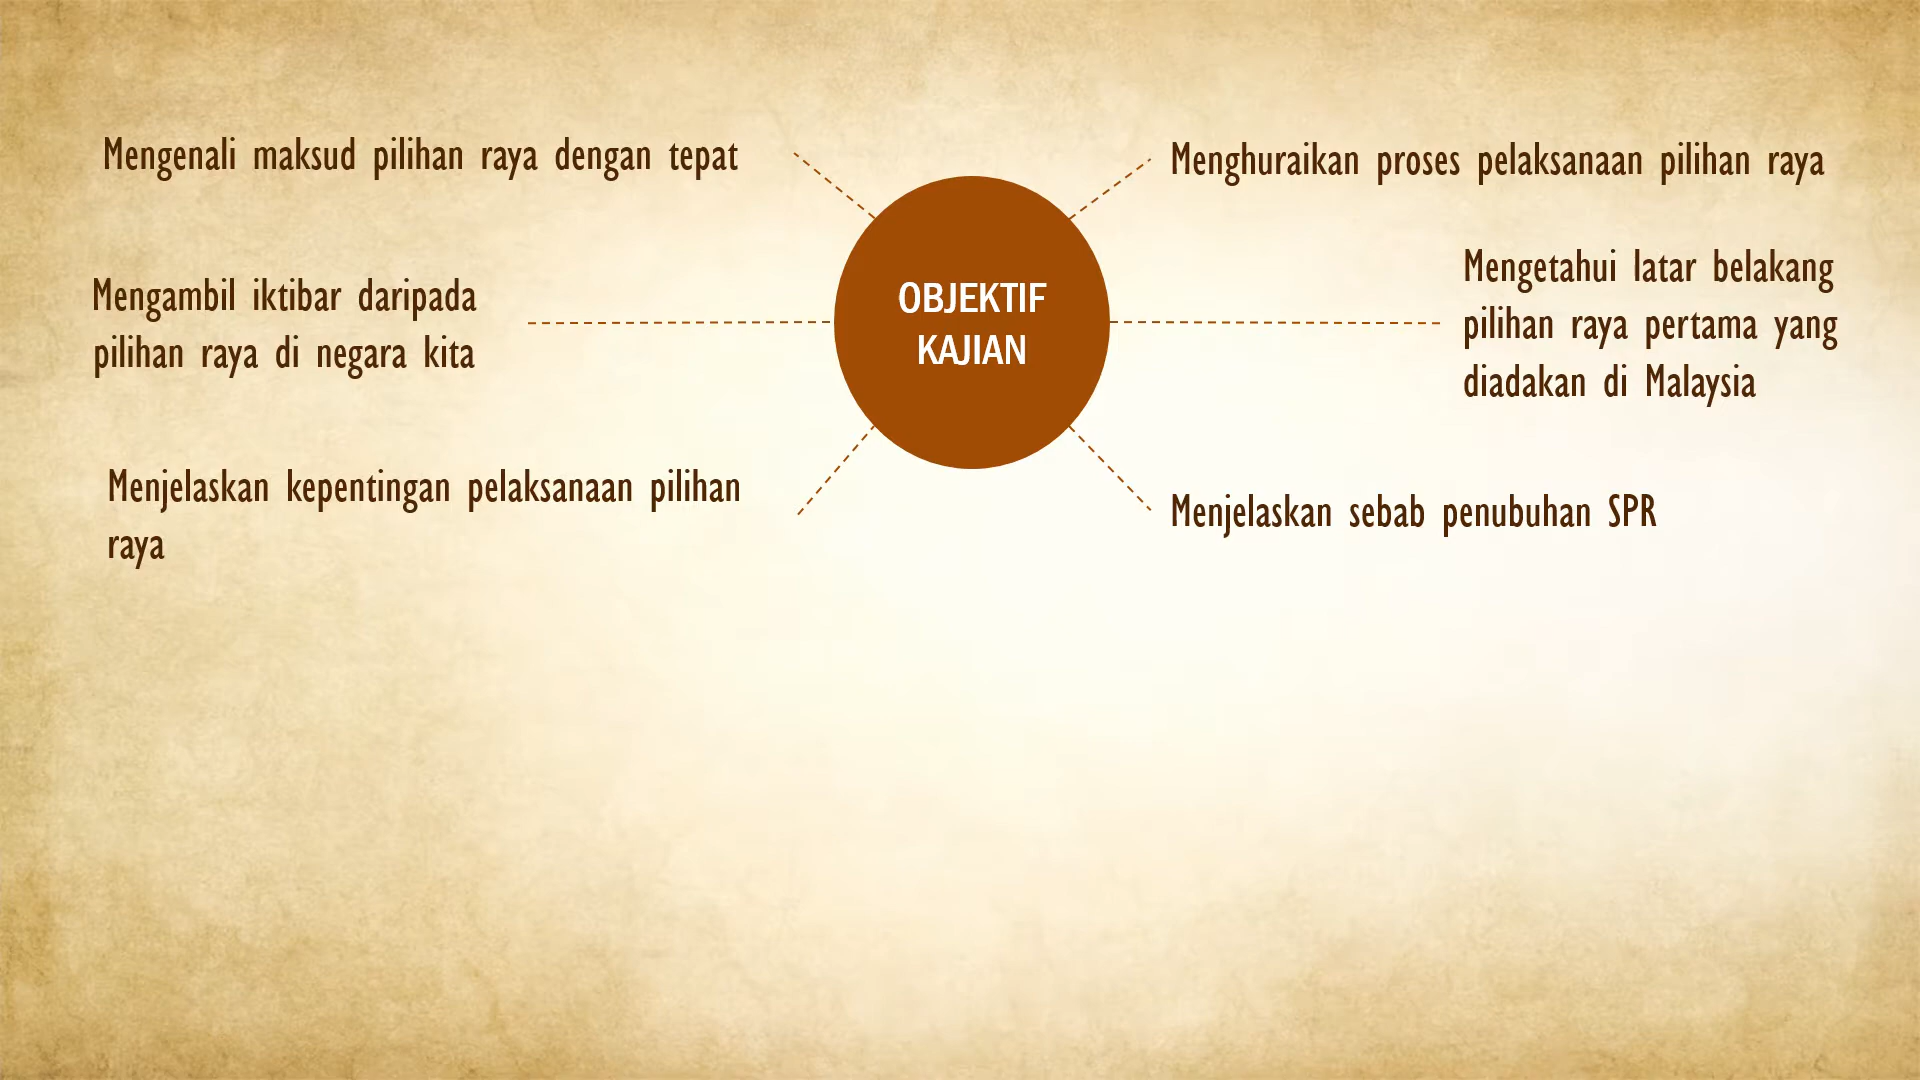 Mengenali maksud pilihan raya dengan tepat
Menghuraikan proses pelaksanaan pilihan raya
Mengambil iktibar daripada
pilihan raya di negara kita
OBJEKTIF
KAJIAN
Mengetahui latar belakang
pilihan raya pertama yang
diadakan di Malaysia
Menjelaskan kepentingan pelaksanaan pilihan
raya
Menjelaskan sebab penubuhan SPR